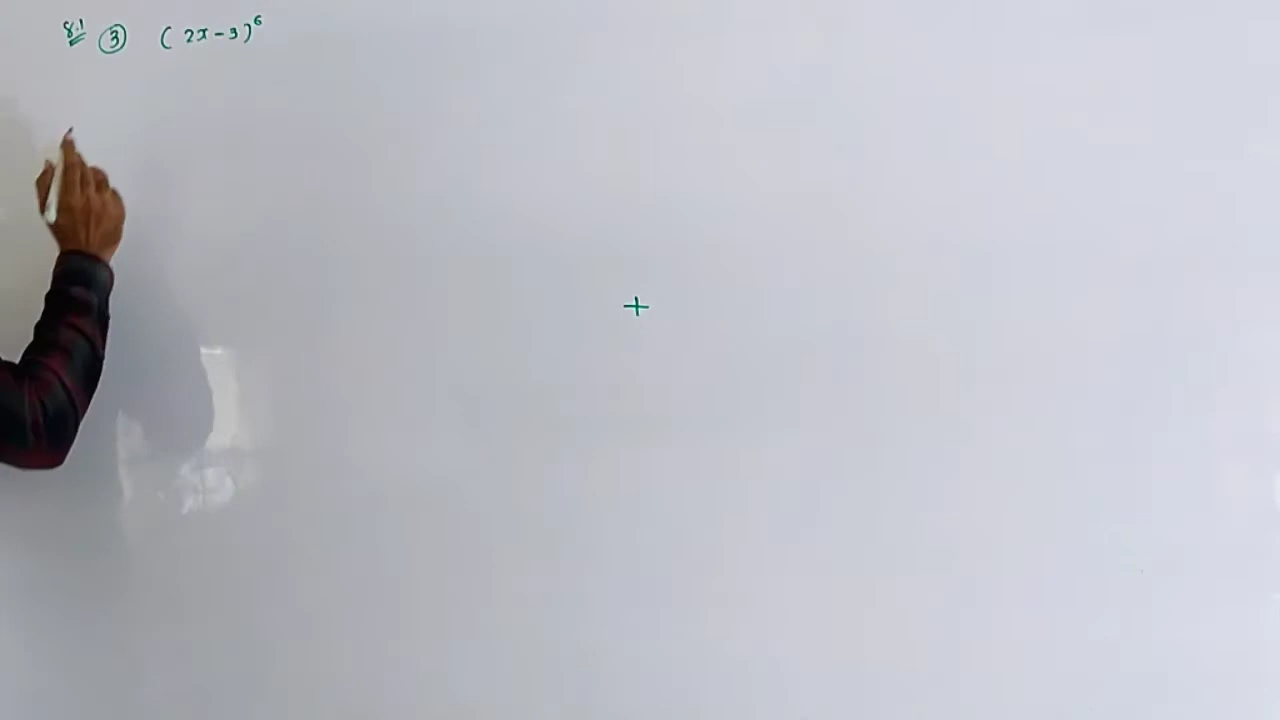 8.1 ③ (2x-3)⁶
+